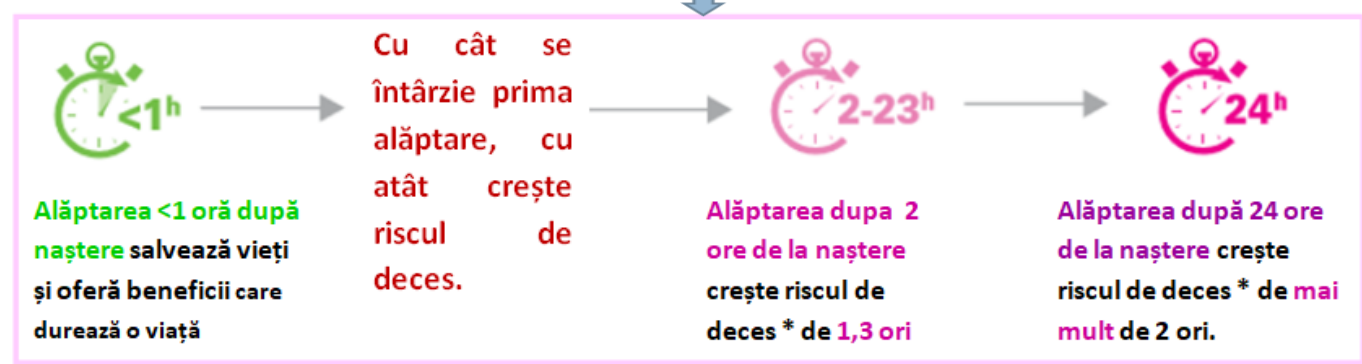 <1h
Alăptarea <1 oră după
naștere salvează vieți
și oferă beneficii care
durează o viață
Cu cât se
întârzie prima
alăptare, cu
atât crește
riscul de
deces.
2-23h
Alăptarea dupa 2
ore de la naștere
crește riscul de
deces * de 1,3 ori
24h
Alăptarea după 24 ore
de la naștere crește
riscul de deces * de mai
mult de 2 ori.